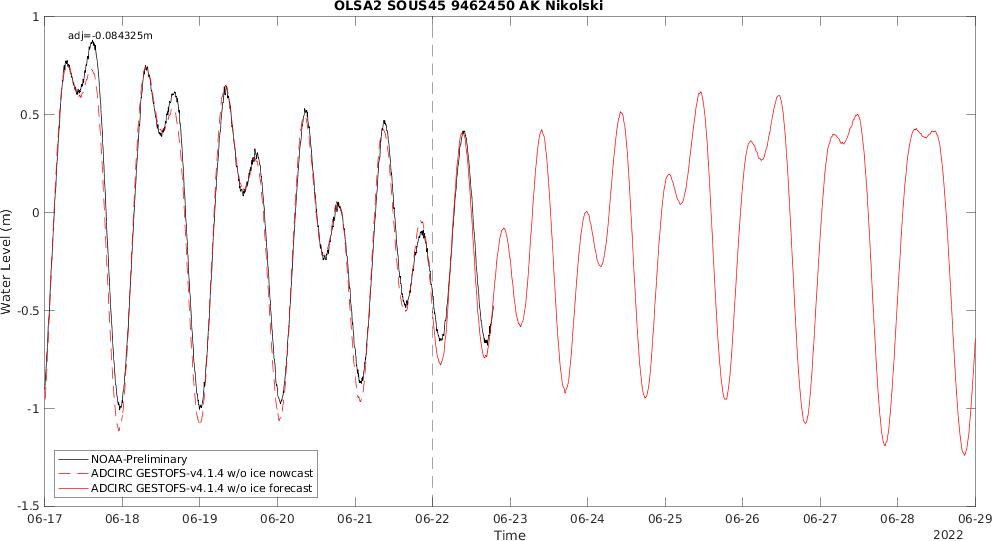 OLSA2 SOUS45 9462450 AK Nikolski
adj=-0.084325m
Water Level (m)
1
0.5
0
-0.5
-1
-1.5
NOAA-Preliminary
ADCIRC GESTOFS-v4.1.4 w/o ice nowcast
ADCIRC GESTOFS-v4.1.4 w/o ice forecast
06-17 06-18 06-19 06-20 06-21 06-22 06-23 06-24 06-25 06-26 06-27 06-28 06-29
Time
2022